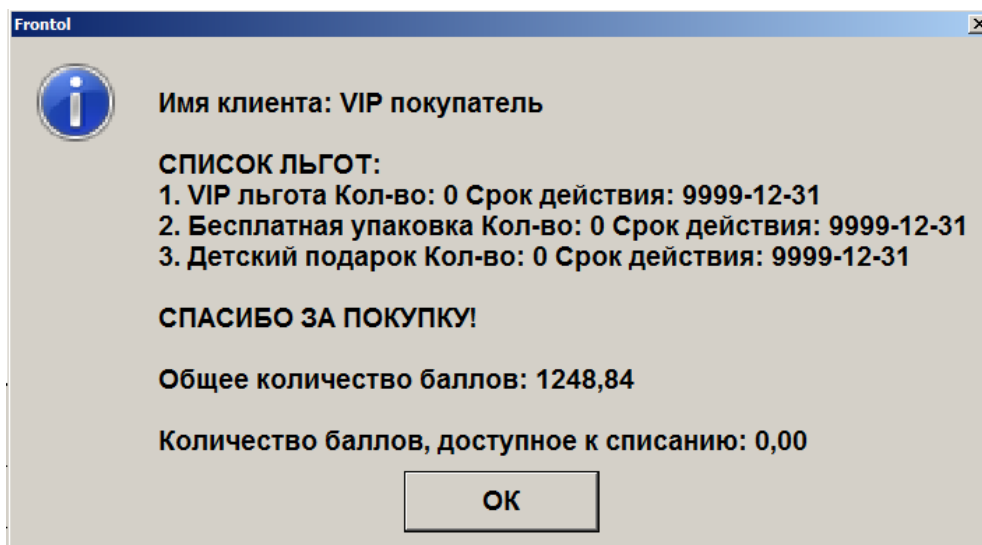 Frontol
Имя клиента: VIP покупатель
СПИСОК ЛЬГОТ:
1. VIP льгота Кол-во: 0 Срок действия: 9999-12-31
2. Бесплатная упаковка Кол-во: 0 Срок действия: 9999-12-31
3. Детский подарок Кол-во: 0 Срок действия: 9999-12-31
СПАСИБО ЗА ПОКУПКУ!
Общее количество баллов: 1248,84
Количество баллов, доступное к списанию: 0,00
ОК